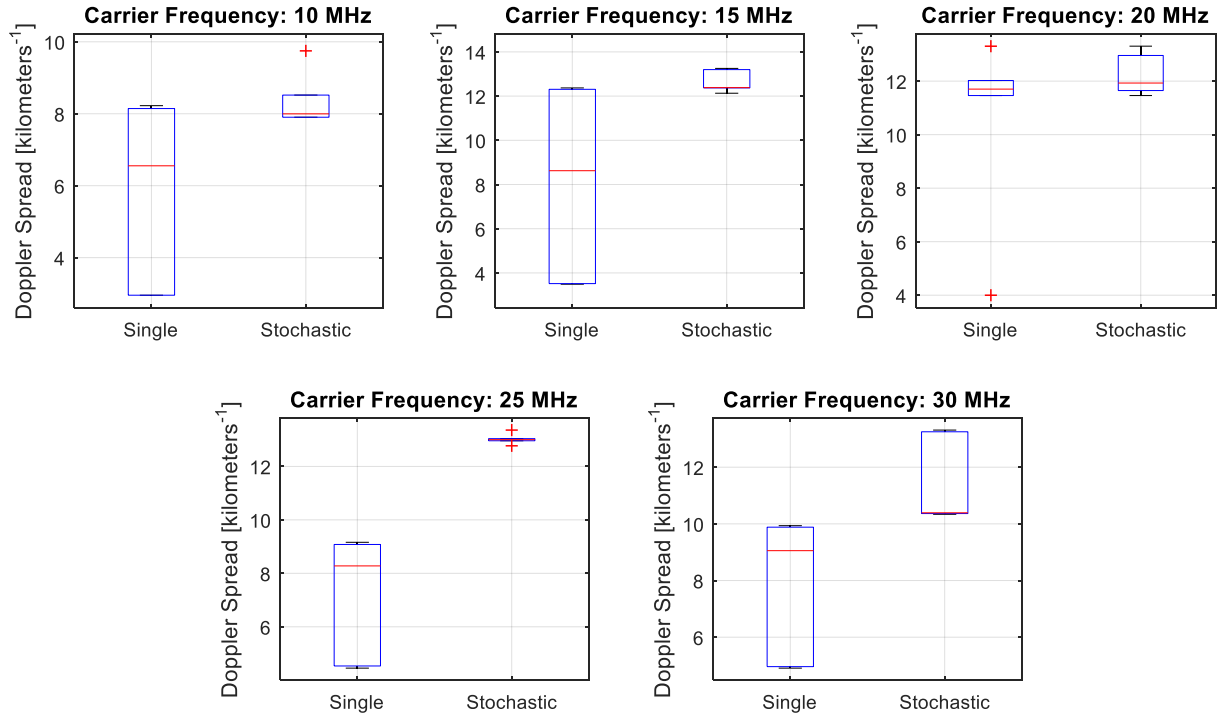 Carrier Frequency: 10 MHz
Doppler Spread [kilometers⁻¹]
10
8
6
4
Single Stochastic
Carrier Frequency: 15 MHz
Doppler Spread [kilometers⁻¹]
14
12
10
8
6
4
Single Stochastic
Carrier Frequency: 20 MHz
Doppler Spread [kilometers⁻¹]
12
10
8
6
4
Single Stochastic
Carrier Frequency: 25 MHz
Doppler Spread [kilometers⁻¹]
12
10
8
6
Single Stochastic
Carrier Frequency: 30 MHz
Doppler Spread [kilometers⁻¹]
12
10
8
6
Single Stochastic